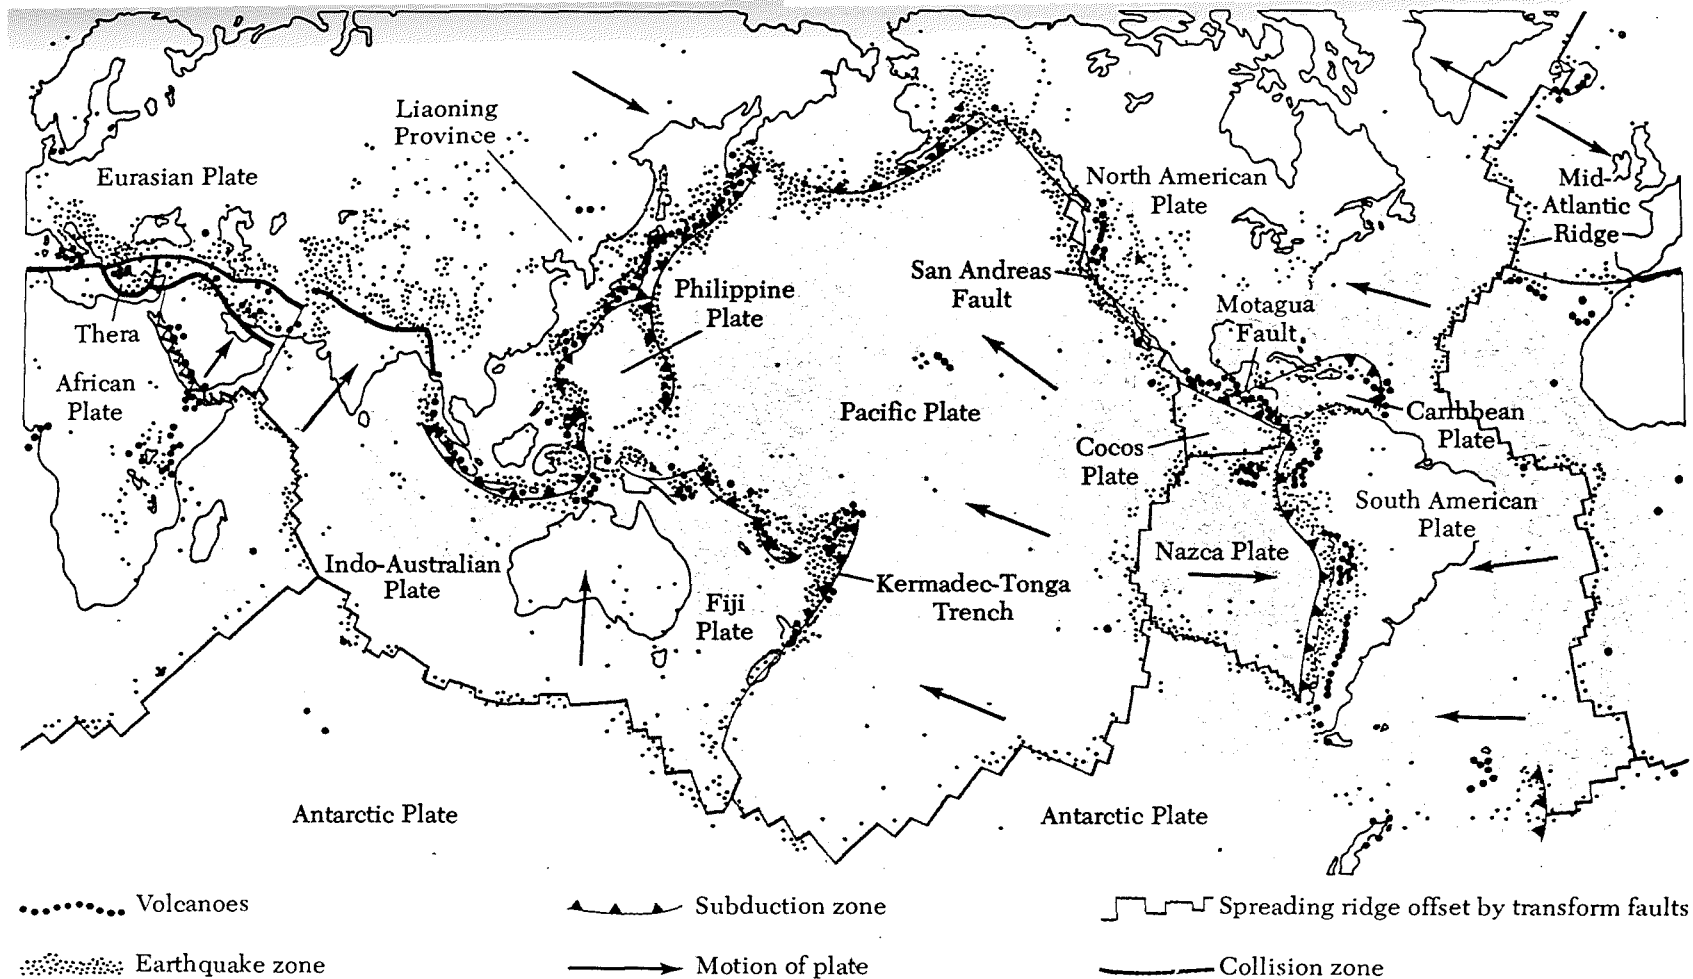 Liaoning
Province
Eurasian Plate
North American
Plate
Mid-
Atlantic
Ridge
San Andreas
Fault
Philippine
Plate
Motagua
Fault
Thera
African
Plate
Pacific Plate
Caribbean
Plate
Cocos
Plate
South American
Plate
Indo-Australian
Plate
Nazca Plate
Kermadec-Tonga
Trench
Fiji
Plate
Antarctic Plate
Antarctic Plate
Volcanoes
Subduction zone
Spreading ridge offset by transform faults
Earthquake zone
Motion of plate
Collision zone